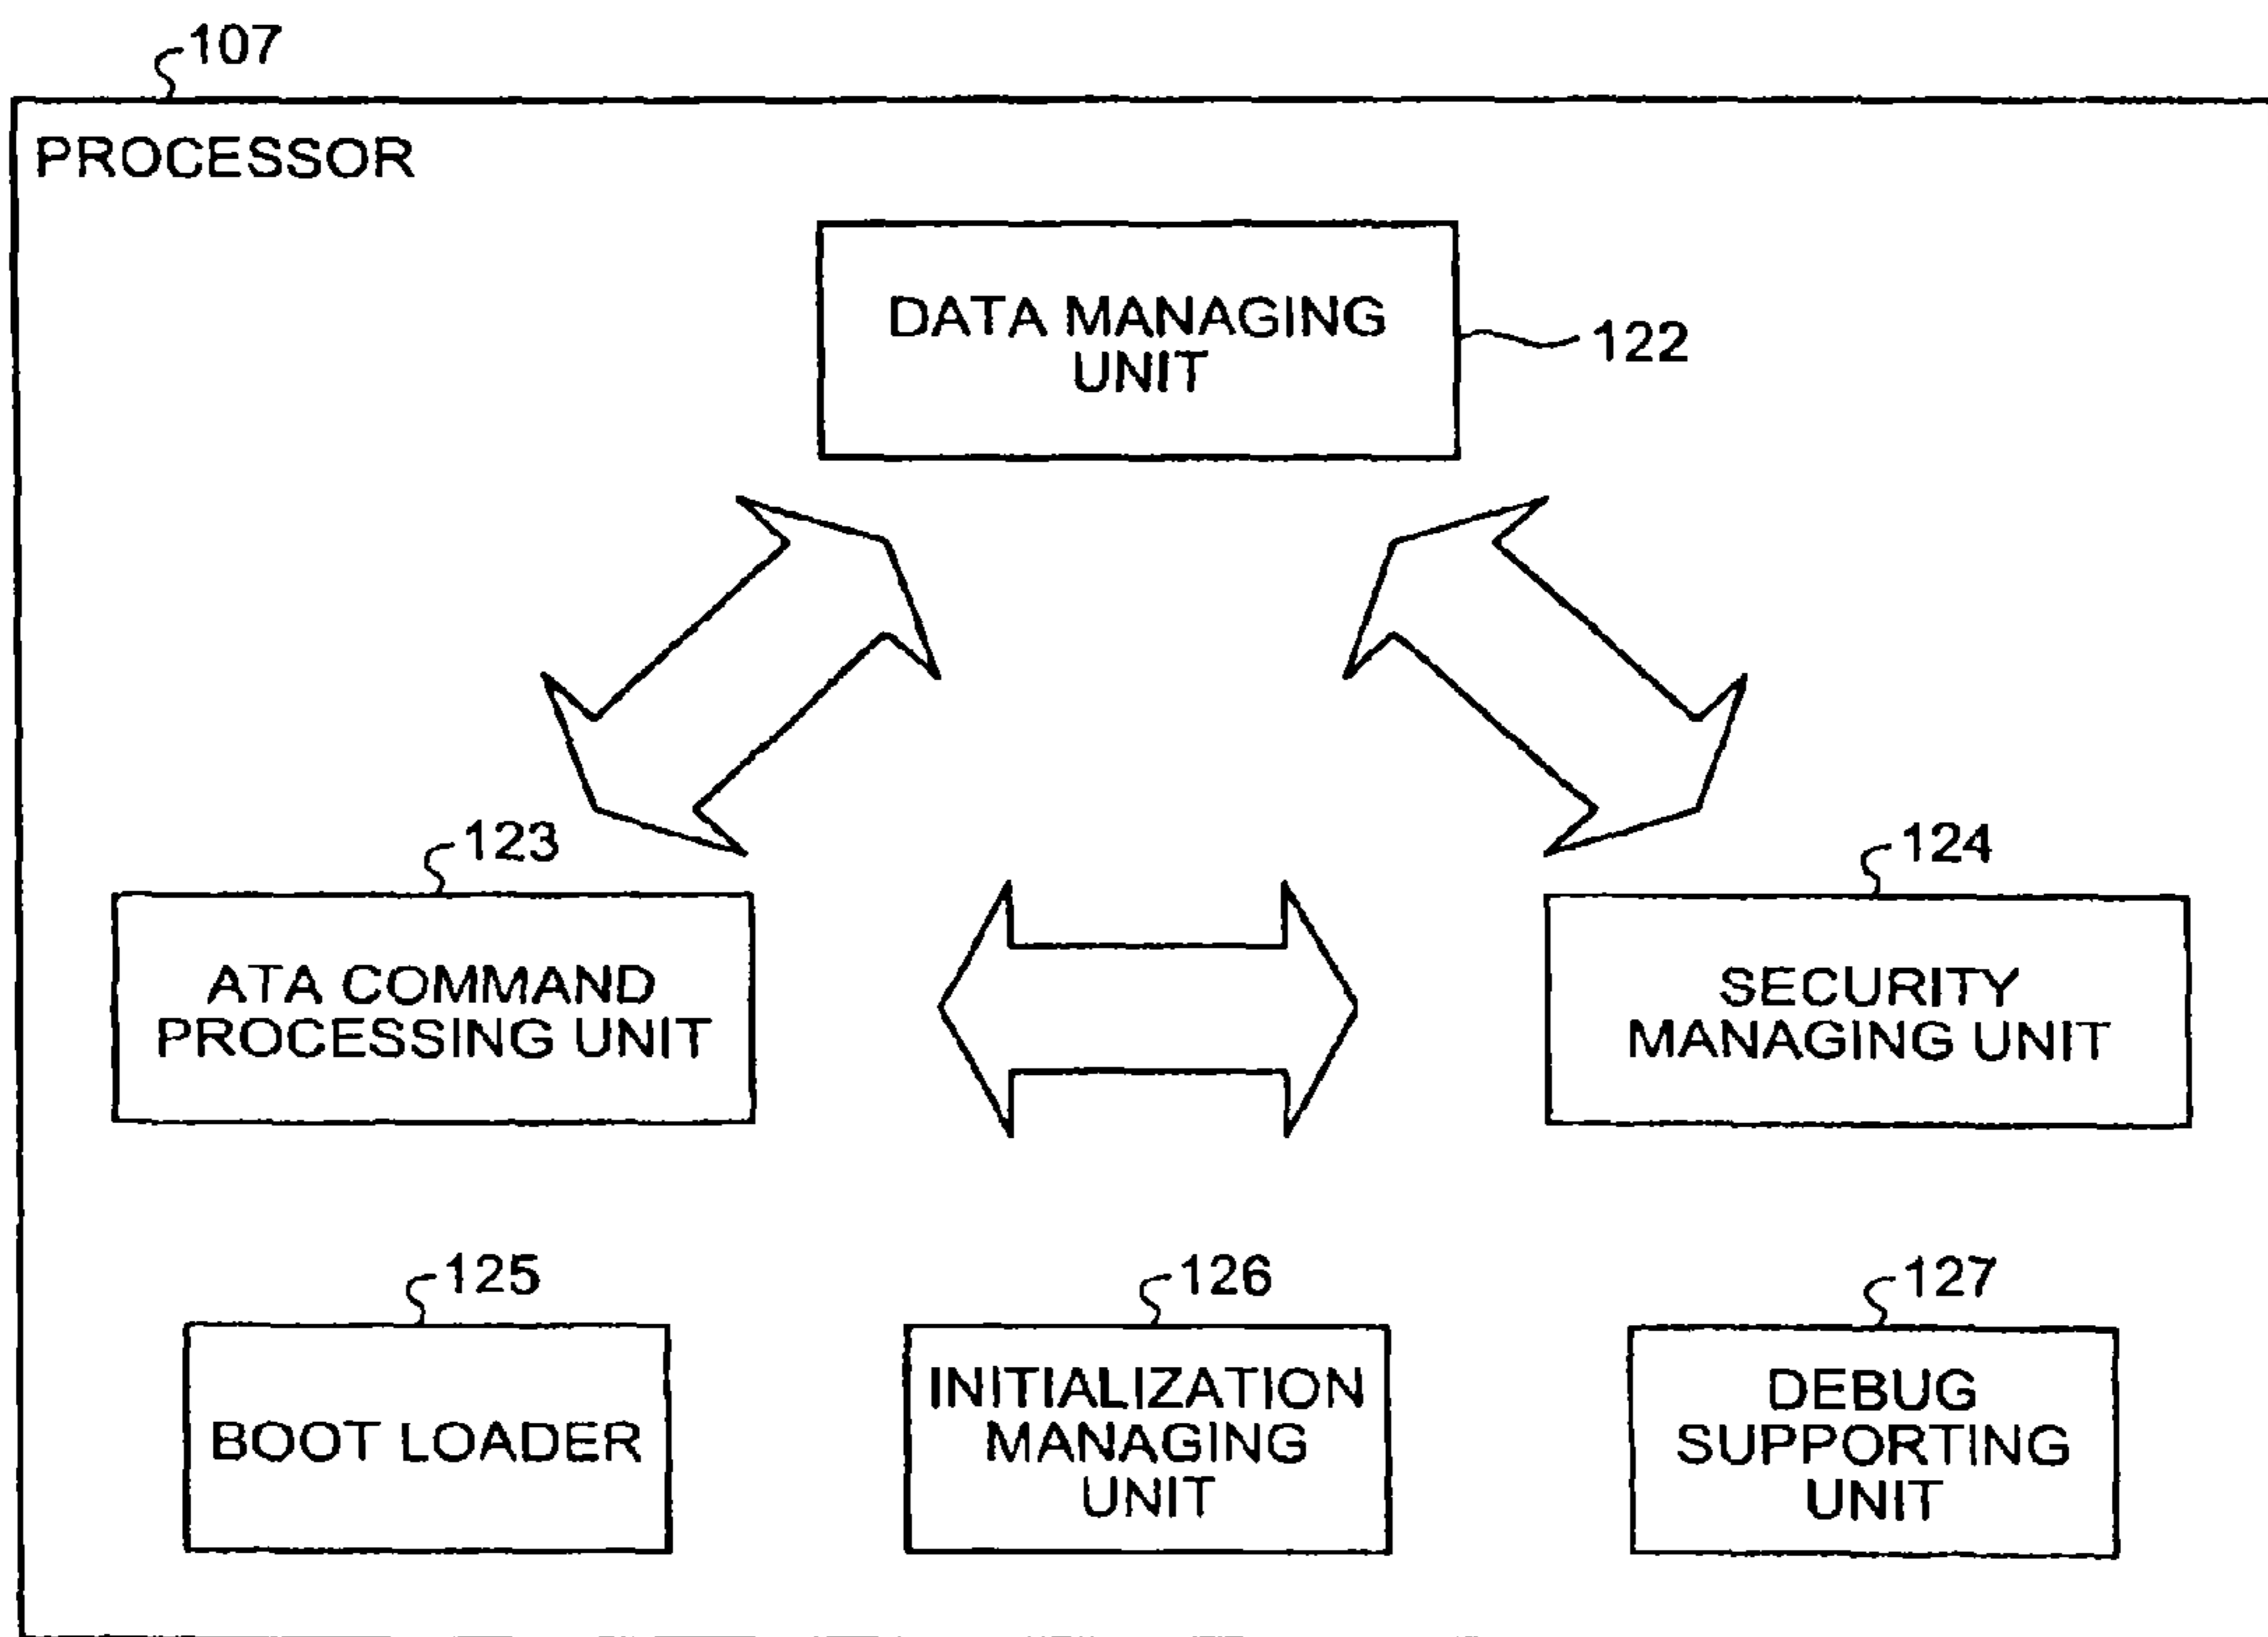 107
PROCESSOR
DATA MANAGING
UNIT
122
123
ATA COMMAND
PROCESSING UNIT
124
SECURITY
MANAGING UNIT
125
BOOT LOADER
126
INITIALIZATION
MANAGING
UNIT
127
DEBUG
SUPPORTING
UNIT